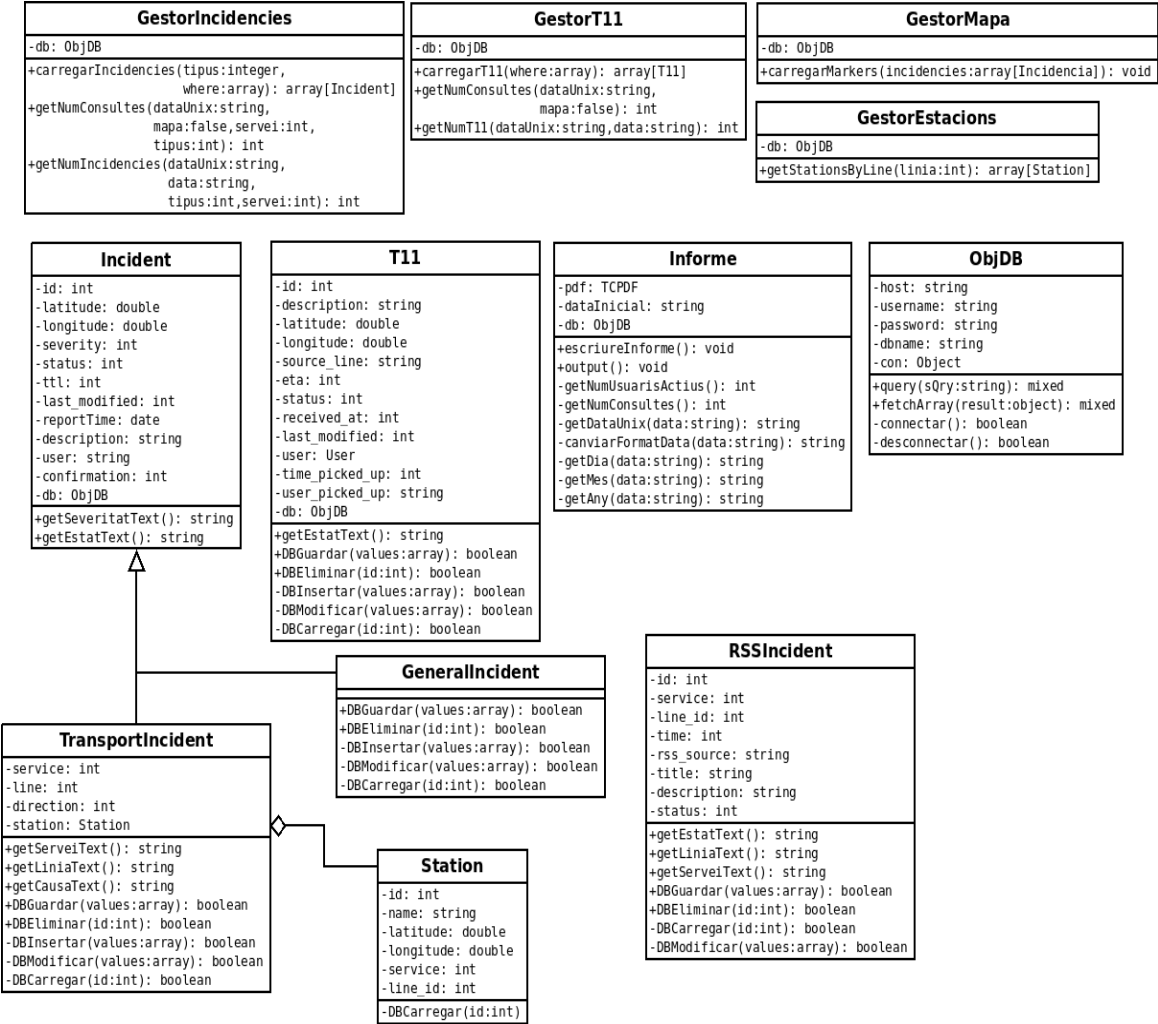 GestorIncidencies
-db: ObjDB
+carregarIncidencies(tipus:integer,
where:array): array[Incident]
+getNumConsultes(dataUnix:string,
mapa:false,servei:int,
tipus:int): int
+getNumIncidencies(dataUnix:string,
data:string,
tipus:int,servei:int): int
GestorT11
-db: ObjDB
+carregarT11(where:array): array[T11]
+getNumConsultes(dataUnix:string,
mapa:false): int
+getNumT11(dataUnix:string,data:string): int
GestorMapa
-db: ObjDB
+carregarMarkers(incidencies:array[Incidencia]): void
GestorEstacions
-db: ObjDB
+getStationsByLine(linia:int): array[Station]
Incident
-id: int
-latitude: double
-longitude: double
-severity: int
-status: int
-ttl: int
-last_modified: int
-reportTime: date
-description: string
-user: string
-confirmation: int
-db: ObjDB
+getSeveritatText(): string
+getEstatText(): string
T11
-id: int
-description: string
-latitude: double
-longitude: double
-source_line: string
-eta: int
-status: int
-received_at: int
-last_modified: int
-user: User
-time_picked_up: int
-user_picked_up: string
-db: ObjDB
+getEstatText(): string
+DBGuardar(values:array): boolean
+DBEliminar(id:int): boolean
-DBInsertar(values:array): boolean
-DBModificar(values:array): boolean
-DBCarregar(id:int): boolean
Informe
-pdf: TCPDF
-dataInicial: string
-db: ObjDB
+escriureInforme(): void
+output(): void
-getNumUsuarisActius(): int
-getNumConsultes(): int
-getDataUnix(data:string): string
-canviarFormatData(data:string): string
-getDia(data:string): string
-getMes(data:string): string
-getAny(data:string): string
ObjDB
-host: string
-username: string
-password: string
-dbname: string
-con: Object
+query(sQry:string): mixed
+fetchArray(result:object): mixed
-connectar(): boolean
-desconnectar(): boolean
GeneralIncident
+DBGuardar(values:array): boolean
+DBEliminar(id:int): boolean
-DBInsertar(values:array): boolean
-DBModificar(values:array): boolean
-DBCarregar(id:int): boolean
RSSIncident
-id: int
-service: int
-line_id: int
-time: int
-rss_source: string
-title: string
-description: string
-status: int
+getEstatText(): string
+getLiniaText(): string
+getServeiText(): string
+DBGuardar(values:array): boolean
+DBEliminar(id:int): boolean
-DBCarregar(id:int): boolean
-DBModificar(values:array): boolean
TransportIncident
-service: int
-line: int
-direction: int
-station: Station
+getServeiText(): string
+getLiniaText(): string
+getCausaText(): string
+DBGuardar(values:array): boolean
+DBEliminar(id:int): boolean
-DBInsertar(values:array): boolean
-DBModificar(values:array): boolean
-DBCarregar(id:int): boolean
Station
-id: int
-name: string
-latitude: double
-longitude: double
-service: int
-line_id: int
-DBCarregar(id:int)